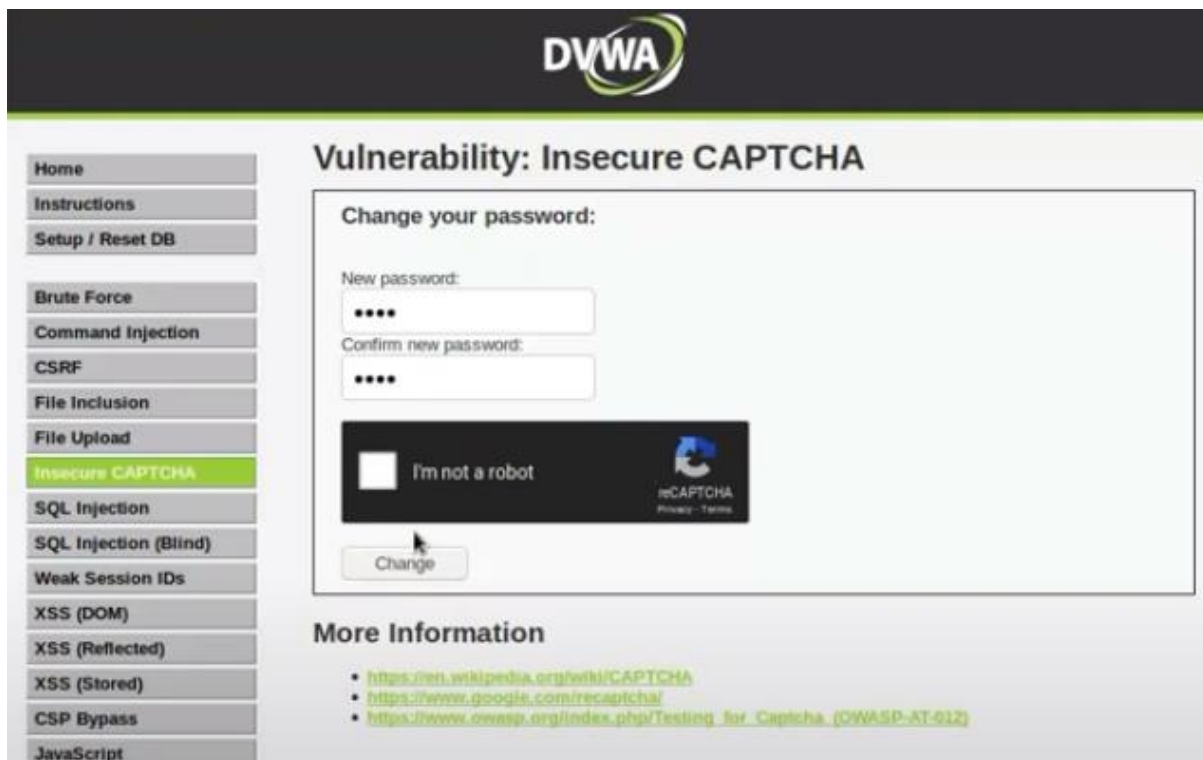 DVWA
Vulnerability: Insecure CAPTCHA
Home
Instructions
Setup / Reset DB
Brute Force
Command Injection
CSRF
File Inclusion
File Upload
Insecure CAPTCHA
SQL Injection
SQL Injection (Blind)
Weak Session IDs
XSS (DOM)
XSS (Reflected)
XSS (Stored)
CSP Bypass
JavaScript
Change your password:
New password:
••••
Confirm new password:
••••
I'm not a robot
reCAPTCHA
Privacy - Terms
Change
More Information
• https://en.wikipedia.org/wiki/CAPTCHA
• https://www.google.com/recaptcha/
• https://www.owasp.org/index.php/Testing_for_Captcha_(OWASP-AT-012)